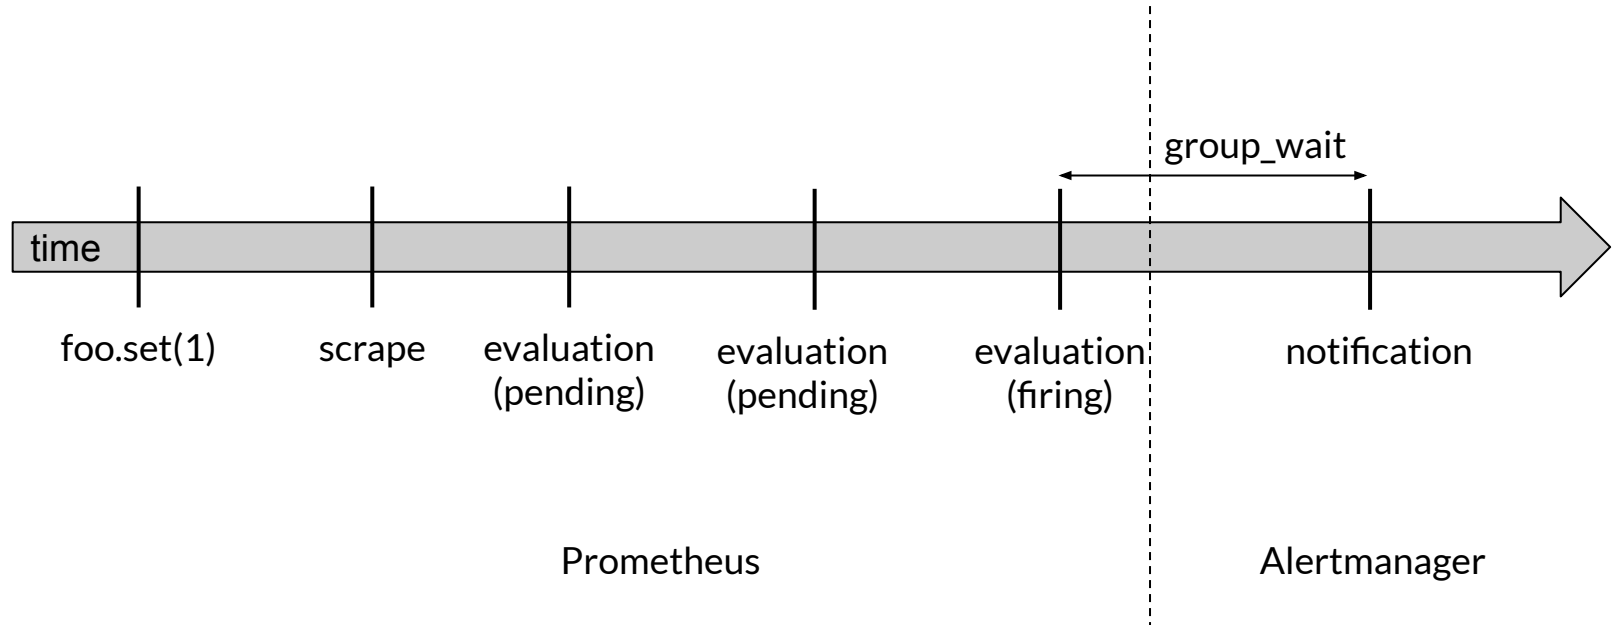 group_wait
time
foo.set(1)
scrape
evaluation
(pending)
evaluation
(pending)
evaluation
(firing)
notification
Prometheus
Alertmanager